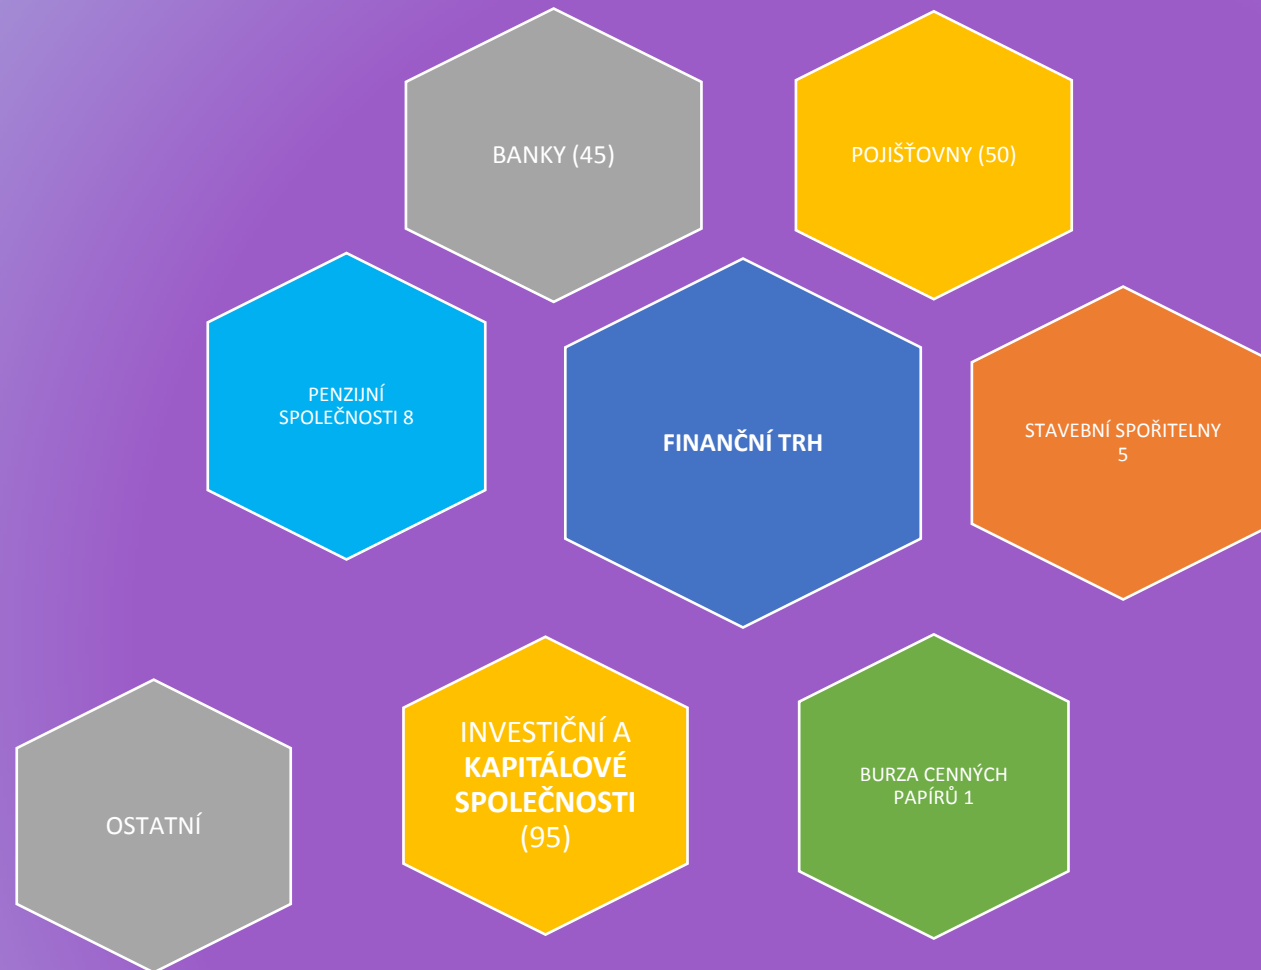 BANKY (45)
POJIŠŤOVNY (50)
PENZIJNÍ
SPOLEČNOSTI 8
FINANČNÍ TRH
STAVEBNÍ SPOŘITELNY
5
OSTATNÍ
INVESTIČNÍ A
KAPITÁLOVÉ
SPOLEČNOSTI
(95)
BURZA CENNÝCH
PAPÍRŮ 1